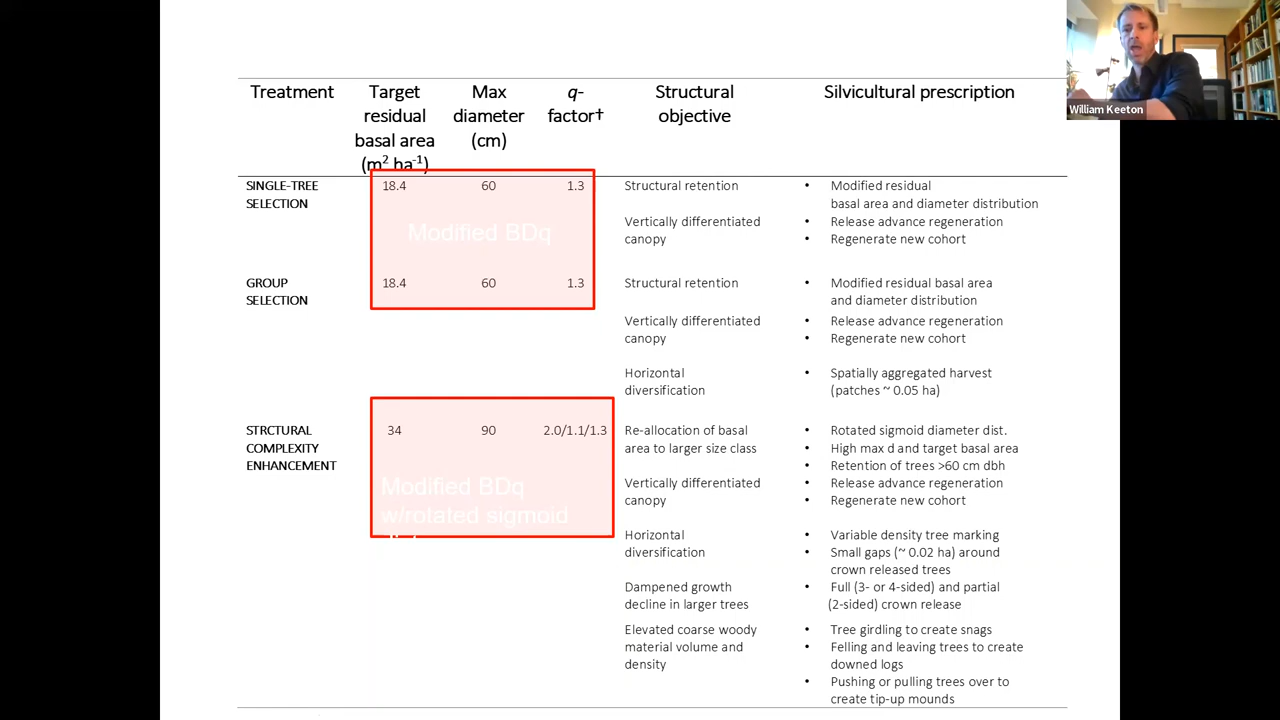 Treatment
Target
residual
basal area
(m² ha⁻¹)
Max
diameter
(cm)
q-
factor†
Structural
objective
Silvicultural prescription
William Keeton
SINGLE-TREE
SELECTION
18.4
60
1.3
Modified BDq
Structural retention
Vertically differentiated
canopy
• Modified residual
basal area and diameter distribution
• Release advance regeneration
• Regenerate new cohort
GROUP
SELECTION
18.4
60
1.3
Structural retention
Vertically differentiated
canopy
Horizontal
diversification
• Modified residual basal area
and diameter distribution
• Release advance regeneration
• Regenerate new cohort
• Spatially aggregated harvest
(patches ~ 0.05 ha)
STRCTURAL
COMPLEXITY
ENHANCEMENT
34
90
2.0/1.1/1.3
Modified BDq
w/rotated sigmoid
Re-allocation of basal
area to larger size class
Vertically differentiated
canopy
Horizontal
diversification
Dampened growth
decline in larger trees
Elevated coarse woody
material volume and
density
• Rotated sigmoid diameter dist.
• High max d and target basal area
• Retention of trees >60 cm dbh
• Release advance regeneration
• Regenerate new cohort
• Variable density tree marking
• Small gaps (~ 0.02 ha) around
crown released trees
• Full (3- or 4-sided) and partial
(2-sided) crown release
• Tree girdling to create snags
• Felling and leaving trees to create
downed logs
• Pushing or pulling trees over to
create tip-up mounds